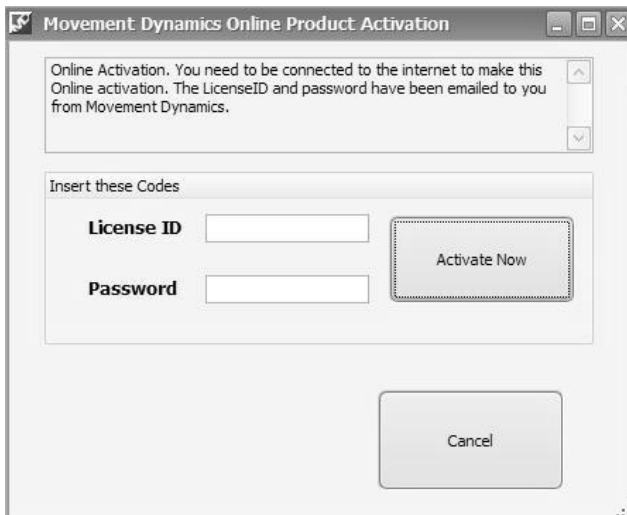 Movement Dynamics Online Product Activation
Online Activation. You need to be connected to the internet to make this
Online activation. The LicenseID and password have been emailed to you
from Movement Dynamics.
Insert these Codes
License ID
Activate Now
Password
Cancel